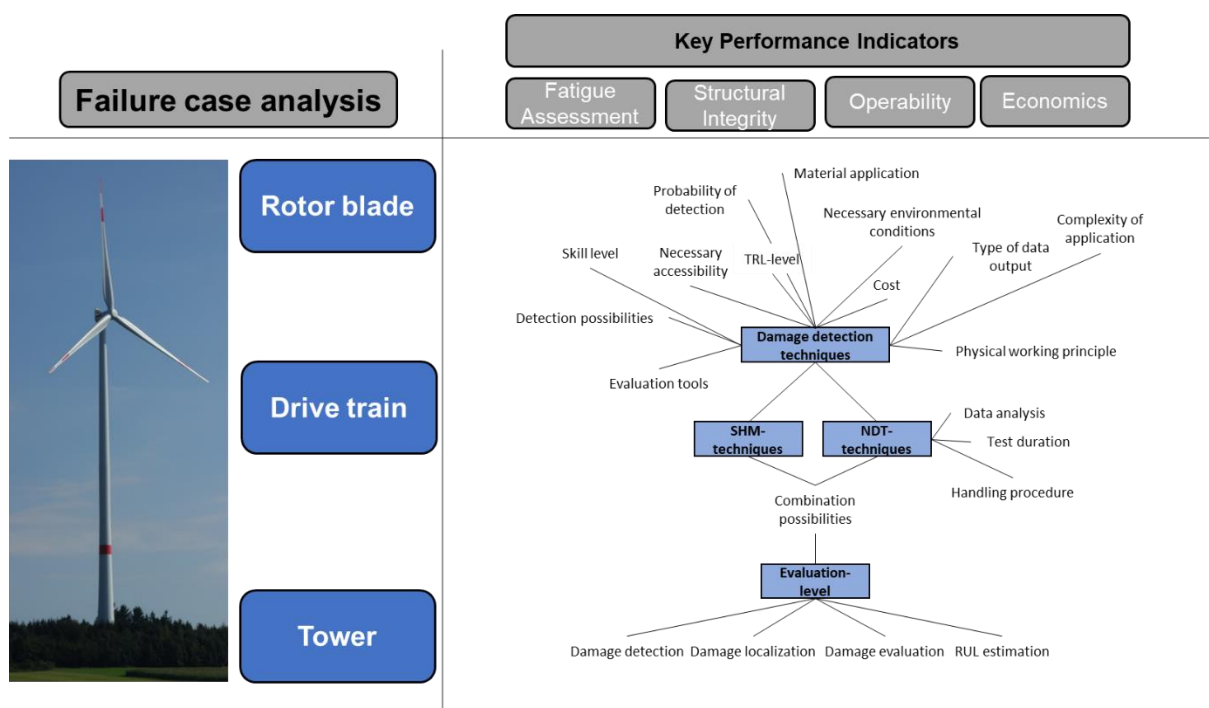 Key Performance Indicators
Failure case analysis
Fatigue
Assessment
Structural
Integrity
Operability
Economics
Rotor blade
Drive train
Tower
Material application
Probability of
detection
Necessary environmental
conditions
Complexity of
application
Skill level
Necessary
accessibility
TRL-level
Type of data
output
Cost
Detection possibilities
Damage detection
techniques
Physical working principle
Evaluation tools
SHM-
techniques
NDT-
techniques
Data analysis
Test duration
Handling procedure
Combination
possibilities
Evaluation-
level
Damage detection
Damage localization
Damage evaluation
RUL estimation